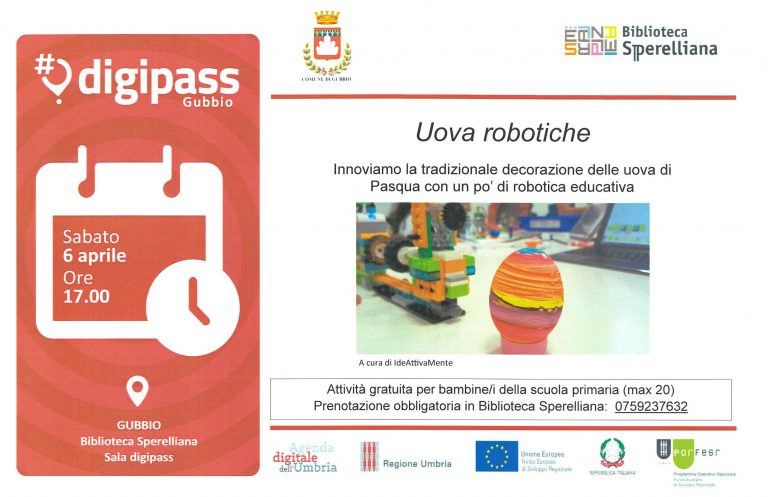 #digipass
Gubbio
Sabato
6 aprile
Ore
17.00
GUBBIO
Biblioteca Sperelliana
Sala digipass
COMUNE DI GUBBIO
Biblioteca
Sperelliana
Uova robotiche
Innoviamo la tradizionale decorazione delle uova di
Pasqua con un po' di robotica educativa
A cura di IdeAttivaMente
Attività gratuita per bambine/i della scuola primaria (max 20)
Prenotazione obbligatoria in Biblioteca Sperelliana: 0759237632
Agenda
digitale
dell'Umbria
Regione Umbria
Unione Europea
Fondo Europeo
di Sviluppo Regionale
REPUBBLICA ITALIANA
porfesr
Programma Operativo Regionale
Fondo Europeo
di Sviluppo Regionale